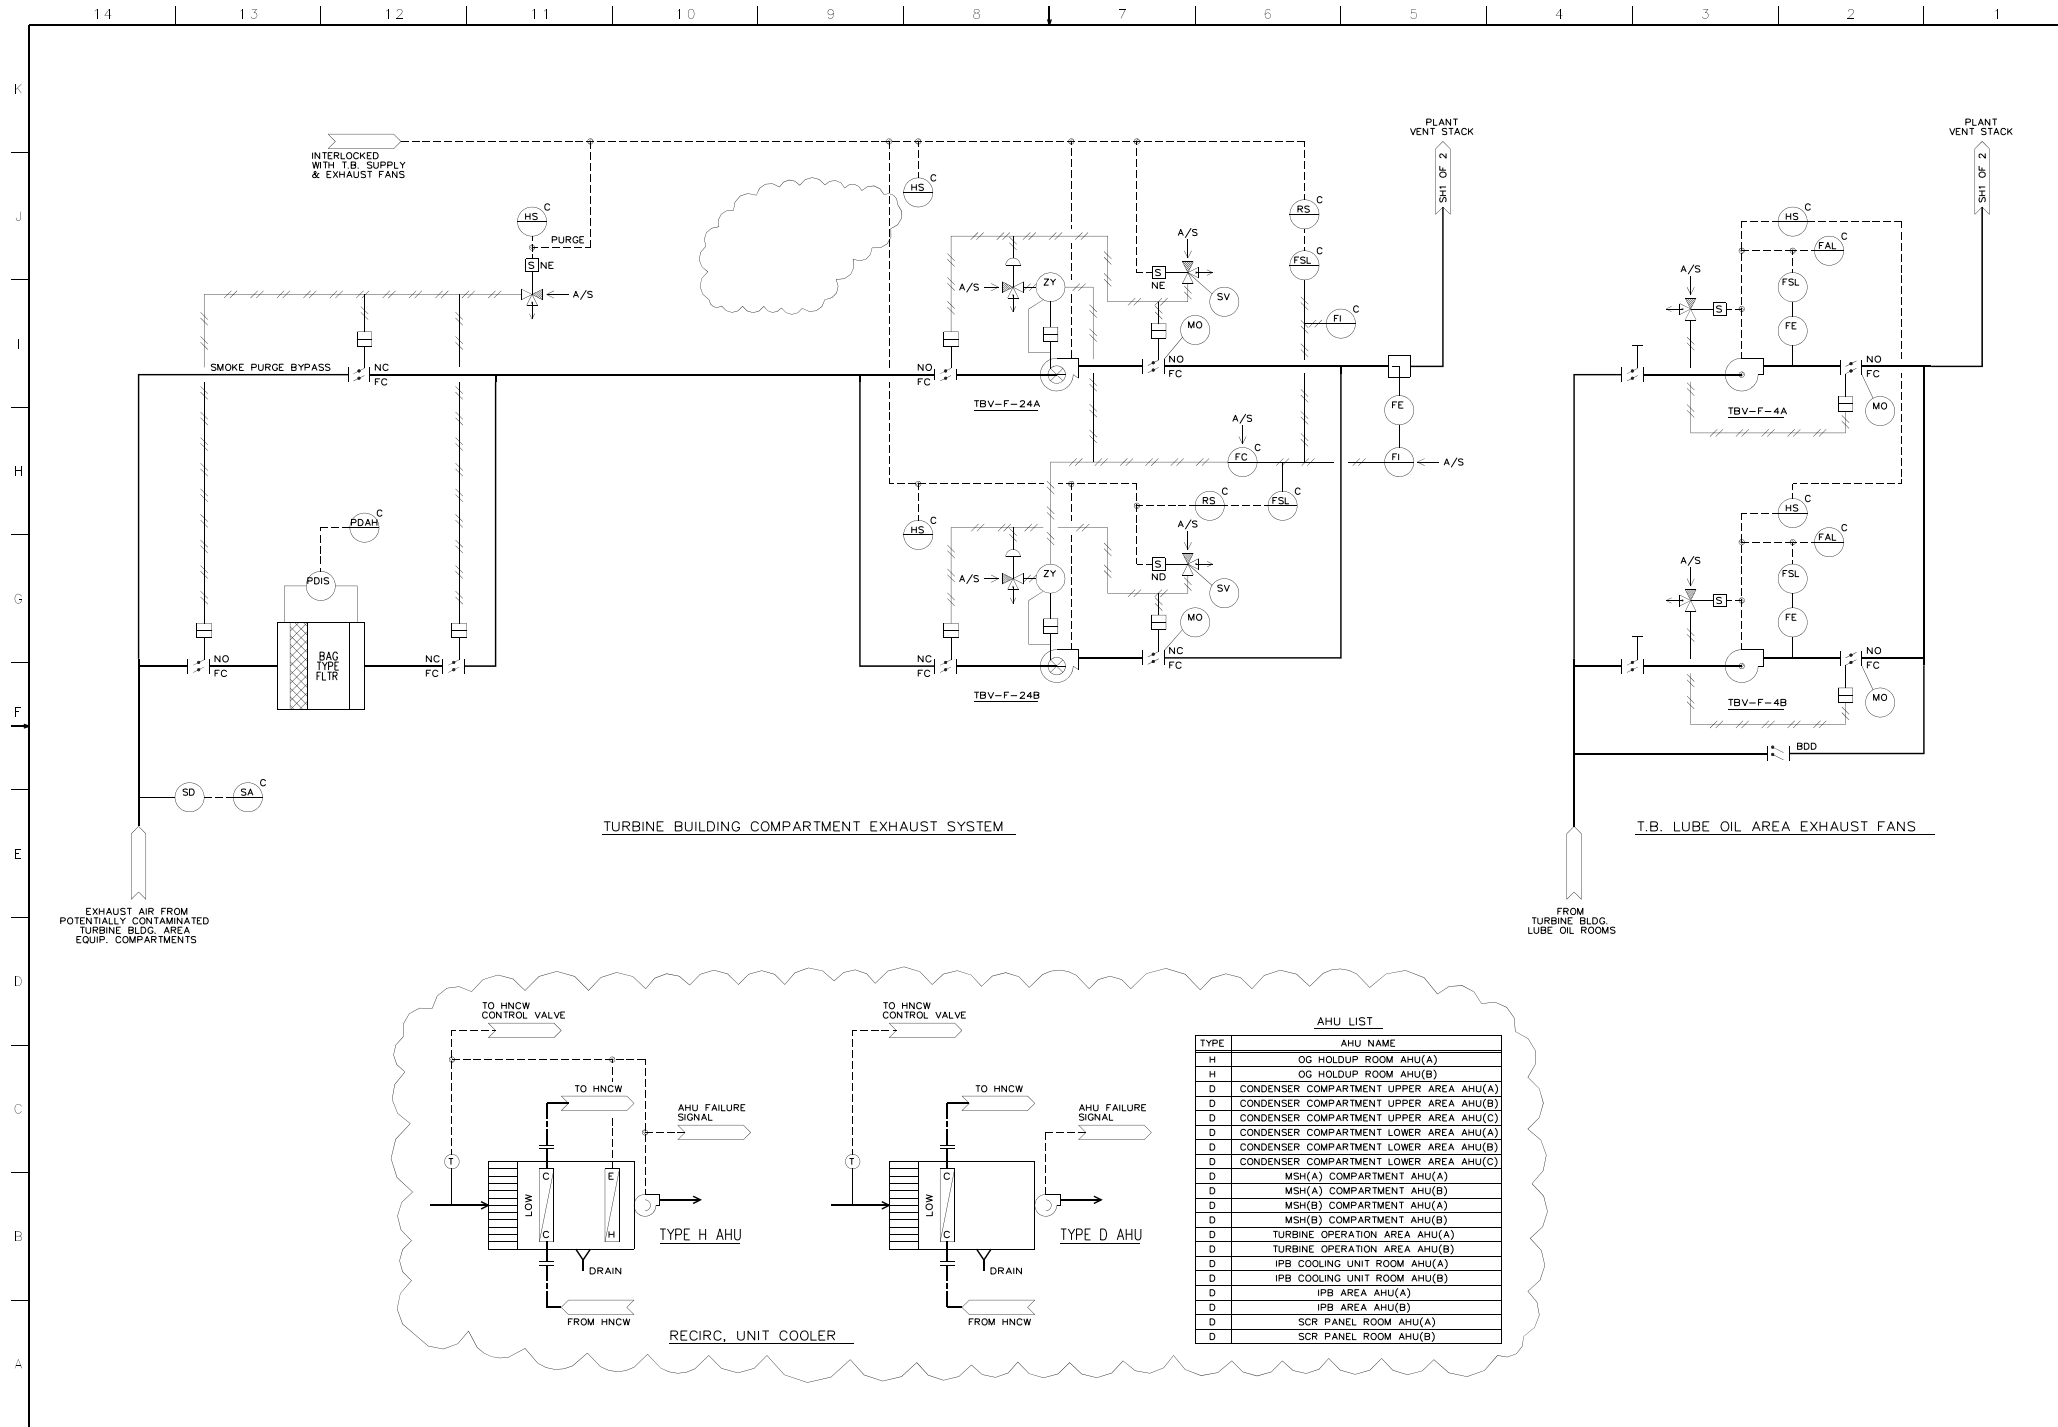 14 13 12 11 10 9 8 7 6 5 4 3 2 1
K
J
I
H
G
F
E
D
C
B
A
INTERLOCKED
WITH T.B. SUPPLY
& EXHAUST FANS
HS C
PURGE
S NE
A/S
SMOKE PURGE BYPASS
NC
FC
PDAH C
PDIS
BAG
TYPE
FLTR
NO
FC
NC
FC
SD
SA C
EXHAUST AIR FROM
POTENTIALLY CONTAMINATED
TURBINE BLDG. AREA
EQUIP. COMPARTMENTS
HS C
A/S
ZY
NO
FC
TBV-F-24A
A/S
S
NE
SV
MO
NO
FC
RS C
FSL C
FI
PLANT
VENT STACK
SH1 OF 2
FE
FI
A/S
A/S
FC C
RS C
FSL C
HS C
A/S
ZY
NC
FC
TBV-F-24B
A/S
S
ND
SV
MO
NC
FC
TURBINE BUILDING COMPARTMENT EXHAUST SYSTEM
PLANT
VENT STACK
SH1 OF 2
HS C
FAL C
A/S
S
FSL
FE
NO
FC
TBV-F-4A
MO
HS C
FAL C
A/S
S
FSL
FE
NO
FC
TBV-F-4B
MO
BDD
T.B. LUBE OIL AREA EXHAUST FANS
FROM
TURBINE BLDG.
LUBE OIL ROOMS
TO HNCW
CONTROL VALVE
TO HNCW
AHU FAILURE
SIGNAL
T
LOW
C
C
E
H
TYPE H AHU
DRAIN
FROM HNCW
TO HNCW
CONTROL VALVE
TO HNCW
AHU FAILURE
SIGNAL
T
LOW
C
C
TYPE D AHU
DRAIN
FROM HNCW
RECIRC, UNIT COOLER
AHU LIST
TYPE AHU NAME
H OG HOLDUP ROOM AHU(A)
H OG HOLDUP ROOM AHU(B)
D CONDENSER COMPARTMENT UPPER AREA AHU(A)
D CONDENSER COMPARTMENT UPPER AREA AHU(B)
D CONDENSER COMPARTMENT UPPER AREA AHU(C)
D CONDENSER COMPARTMENT LOWER AREA AHU(A)
D CONDENSER COMPARTMENT LOWER AREA AHU(B)
D CONDENSER COMPARTMENT LOWER AREA AHU(C)
D MSH(A) COMPARTMENT AHU(A)
D MSH(A) COMPARTMENT AHU(B)
D MSH(B) COMPARTMENT AHU(A)
D MSH(B) COMPARTMENT AHU(B)
D TURBINE OPERATION AREA AHU(A)
D TURBINE OPERATION AREA AHU(B)
D IPB COOLING UNIT ROOM AHU(A)
D IPB COOLING UNIT ROOM AHU(B)
D IPB AREA AHU(A)
D IPB AREA AHU(B)
D SCR PANEL ROOM AHU(A)
D SCR PANEL ROOM AHU(B)